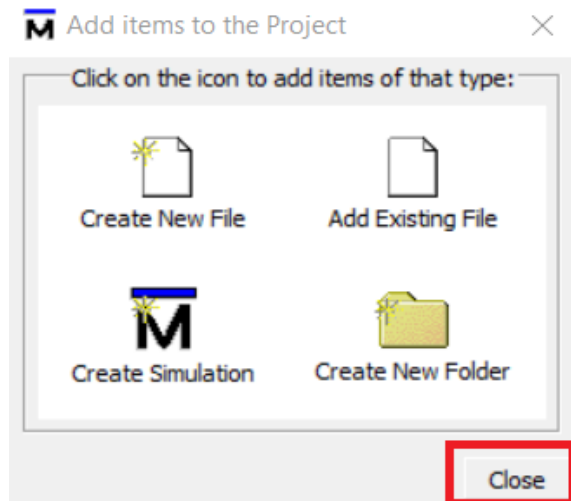 Add items to the Project
Click on the icon to add items of that type:
Create New File
Add Existing File
Create Simulation
Create New Folder
Close